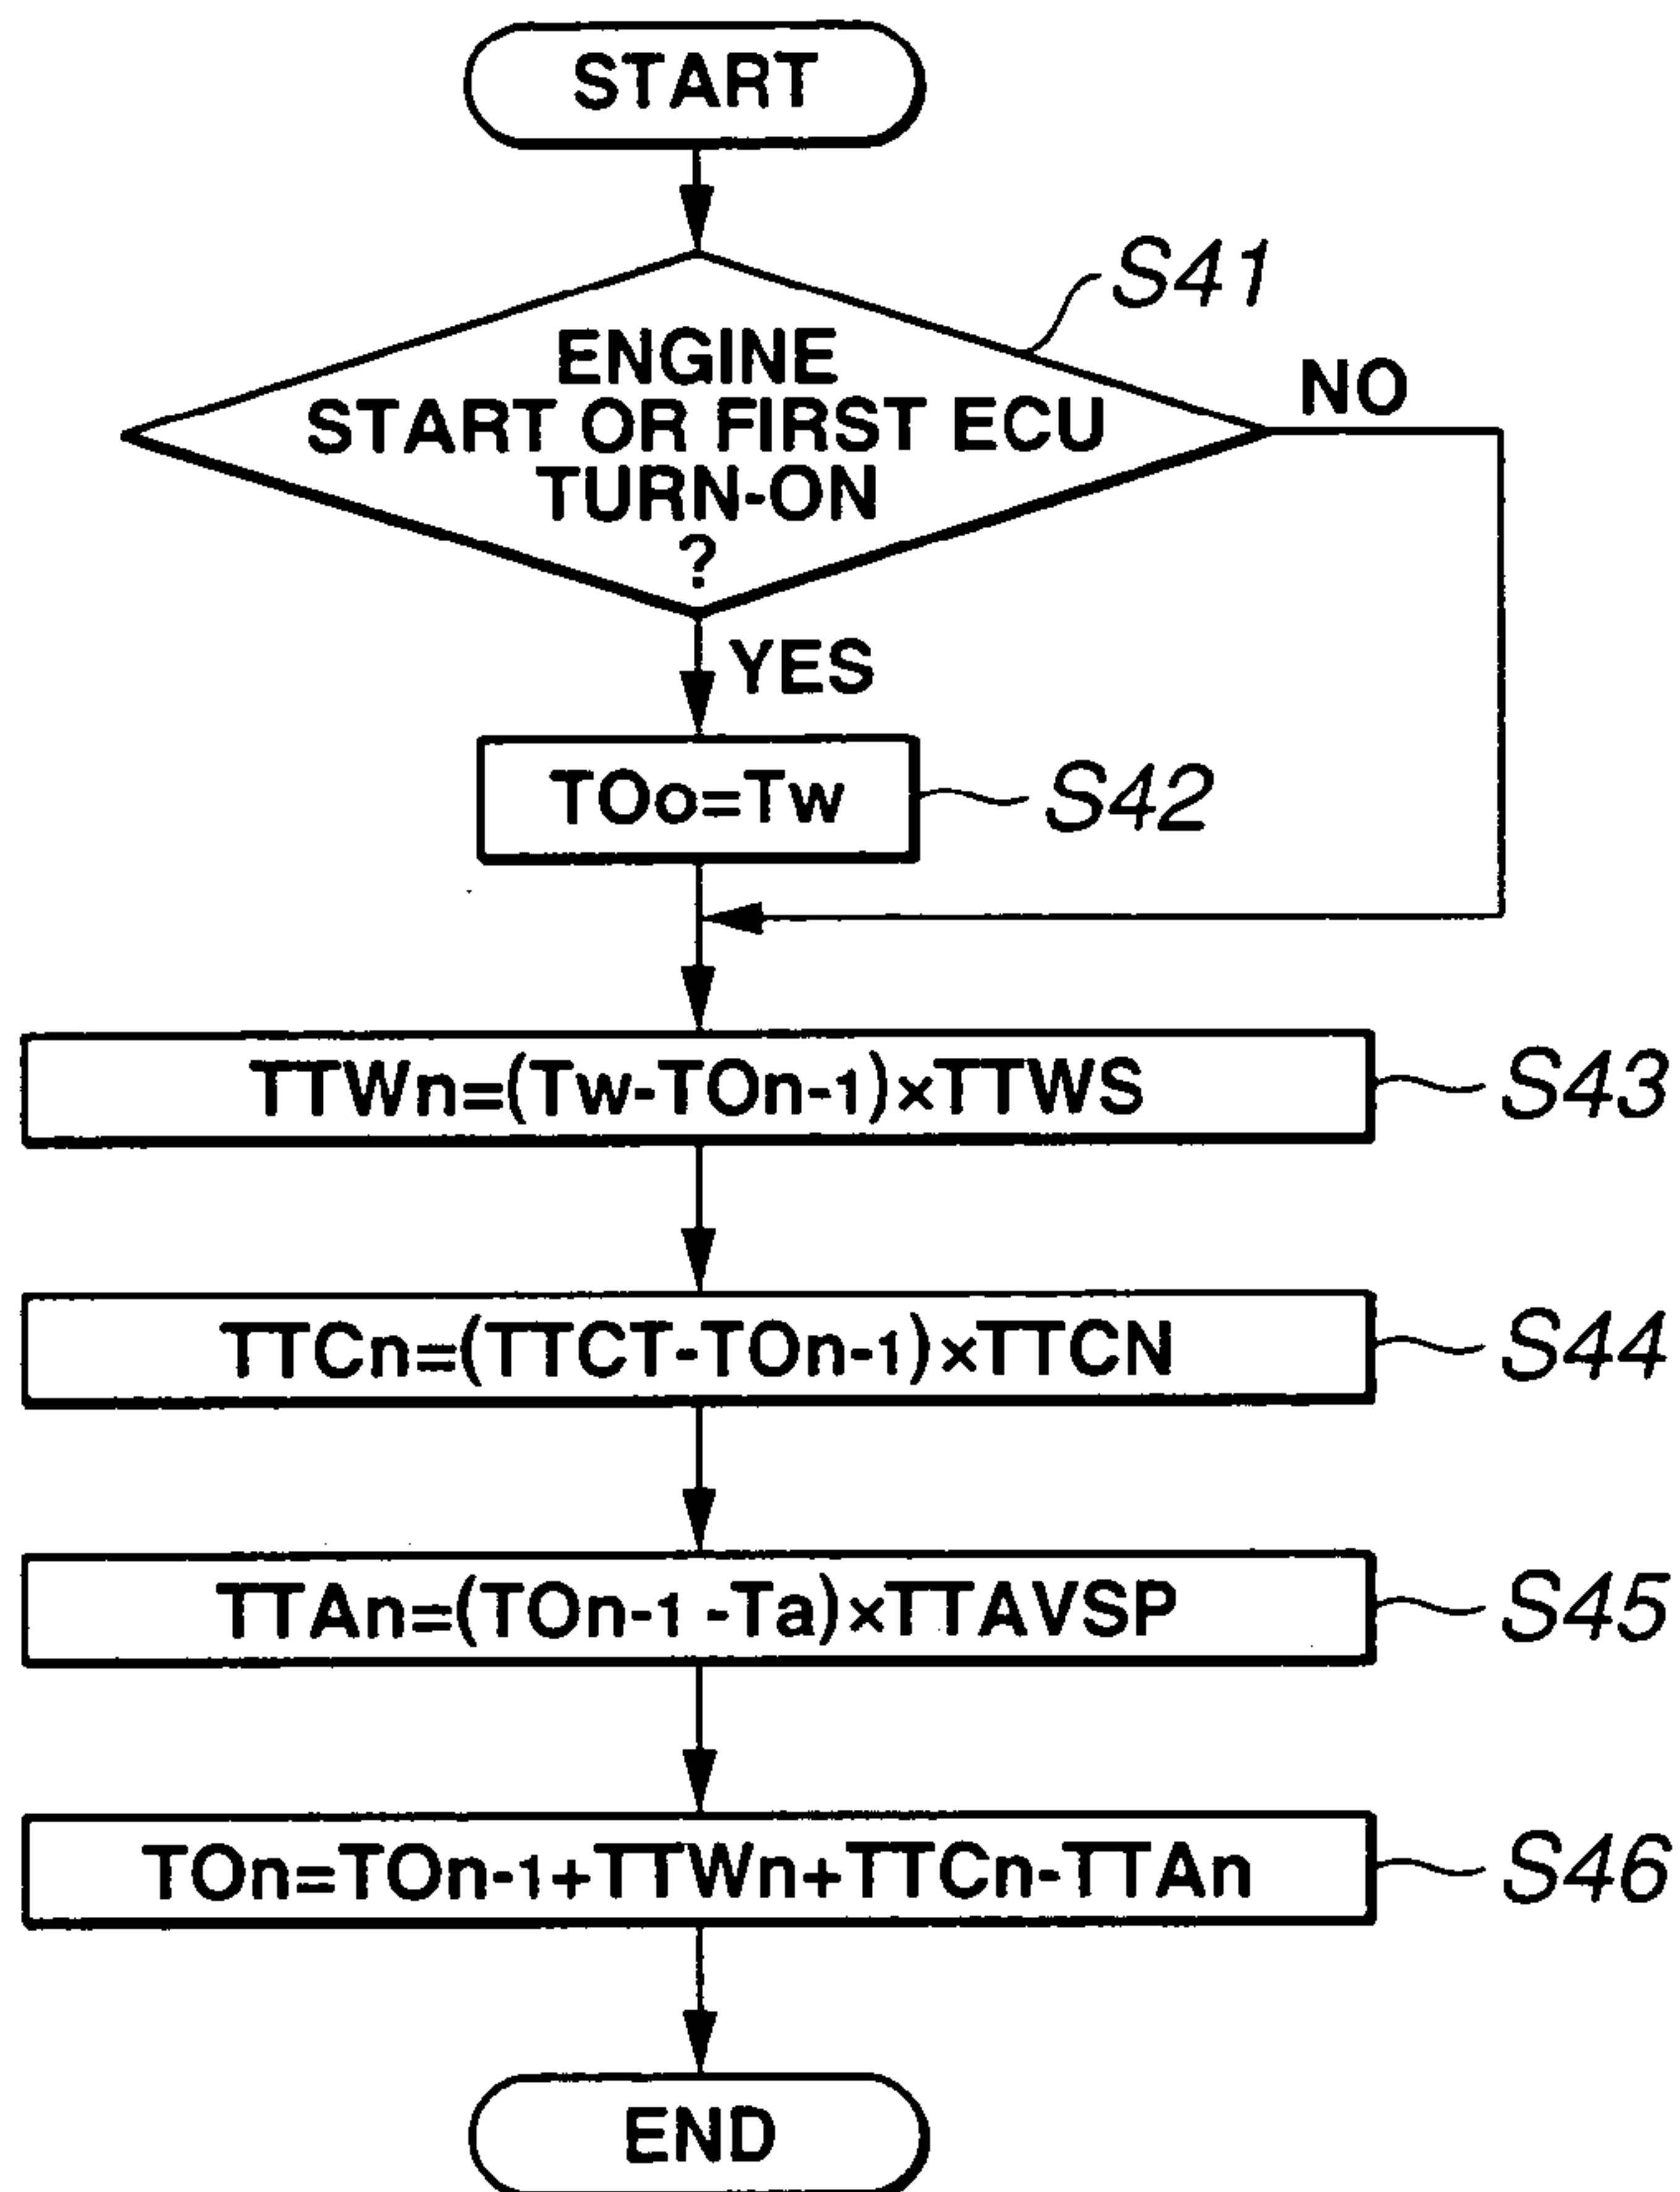 START
S41
ENGINE
START OR FIRST ECU
TURN-ON
?
NO
YES
TOo=Tw
S42
TTWn=(Tw-TOn-1)×TTWS
S43
TTCn=(TTCT-TOn-1)×TTCN
S44
TTAn=(TOn-1 -Ta)×TTAVSP
S45
TOn=TOn-1+TTWn+TTCn-TTAn
S46
END